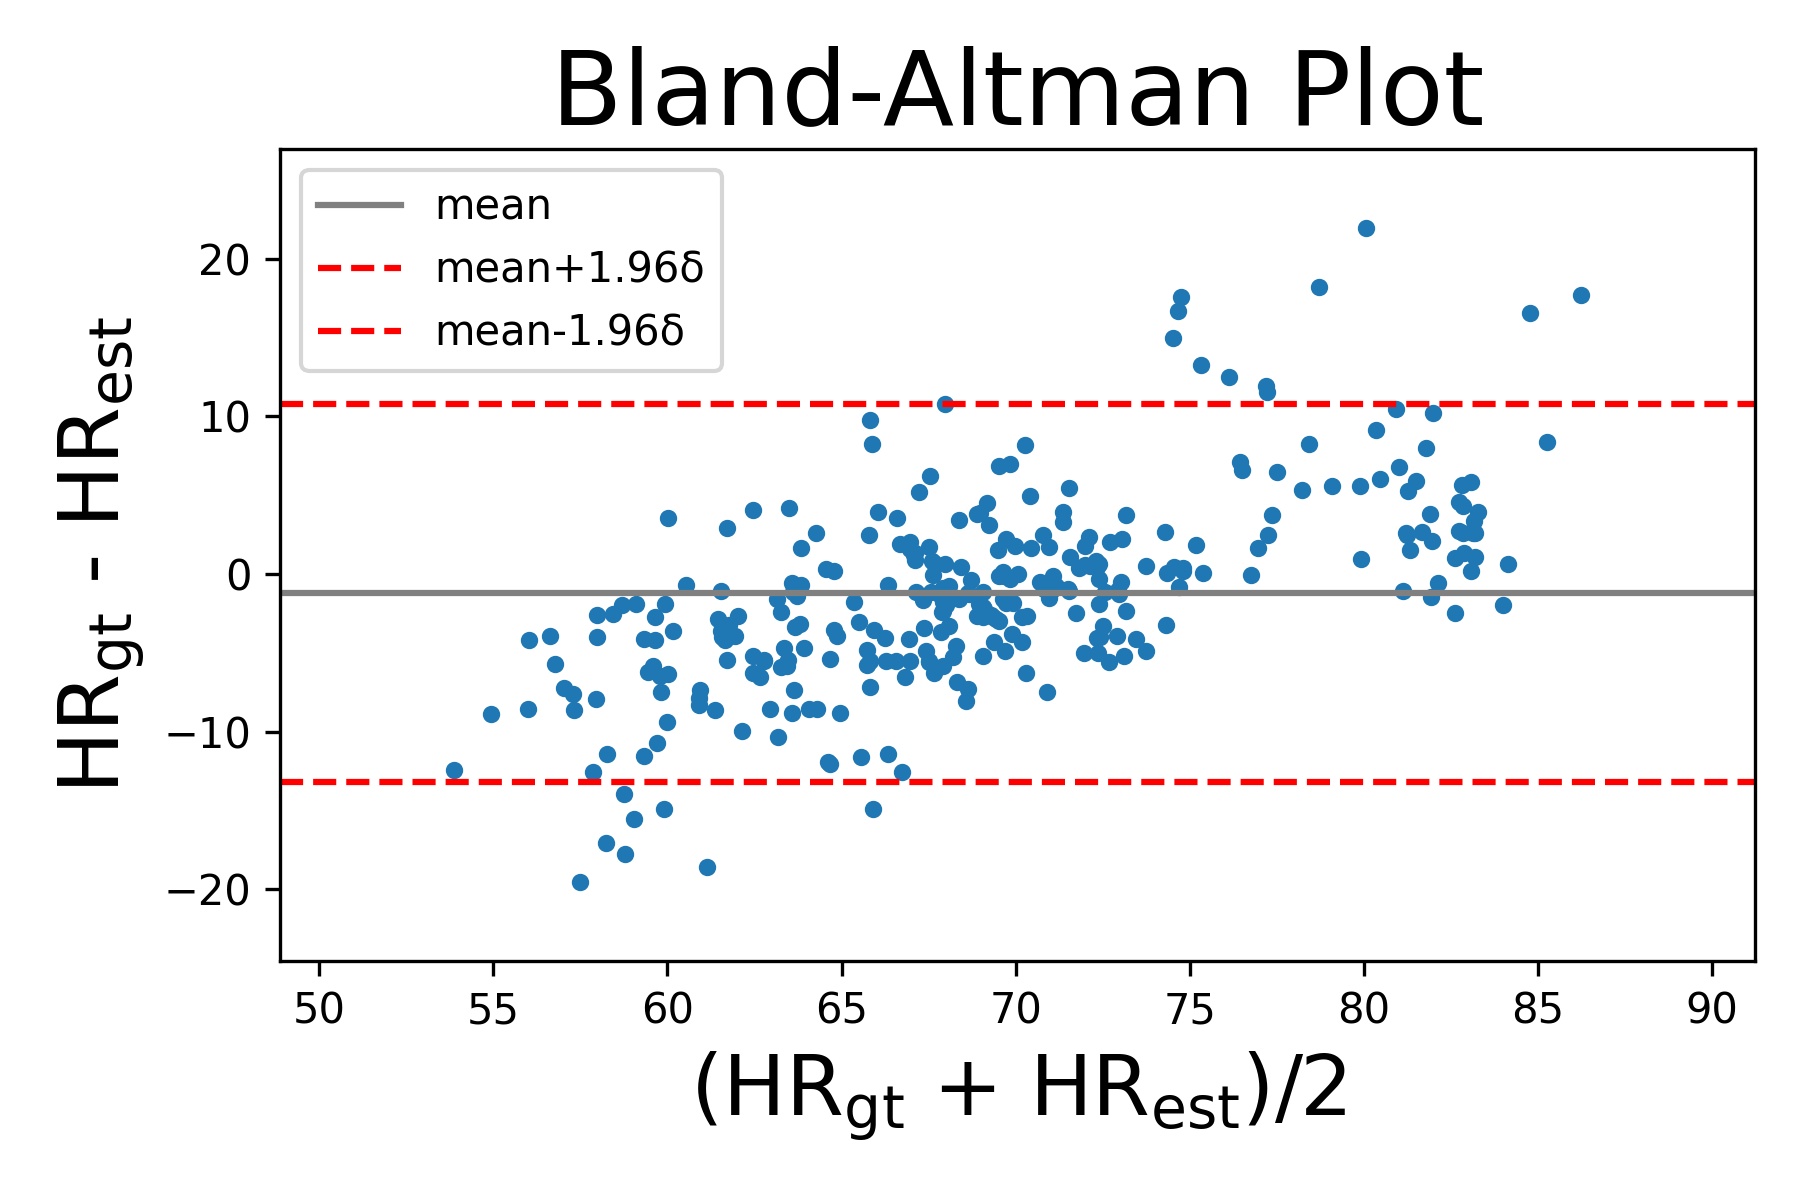 Bland-Altman Plot
mean
mean+1.96δ
mean-1.96δ
HRgt - HRest
20
10
0
−10
−20
50 55 60 65 70 75 80 85 90
(HRgt + HRest)/2